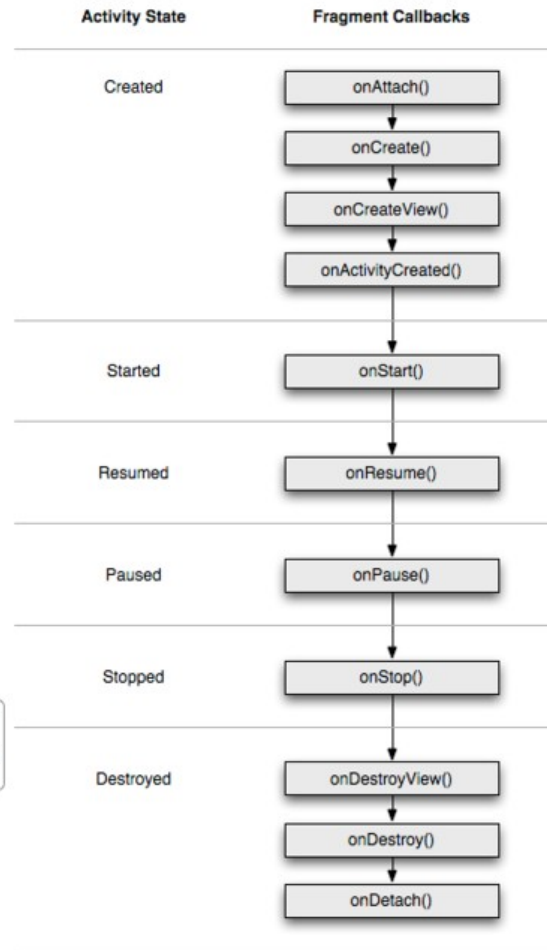 Activity State Fragment Callbacks
Created onAttach()
onCreate()
onCreateView()
onActivityCreated()
Started onStart()
Resumed onResume()
Paused onPause()
Stopped onStop()
Destroyed onDestroyView()
onDestroy()
onDetach()